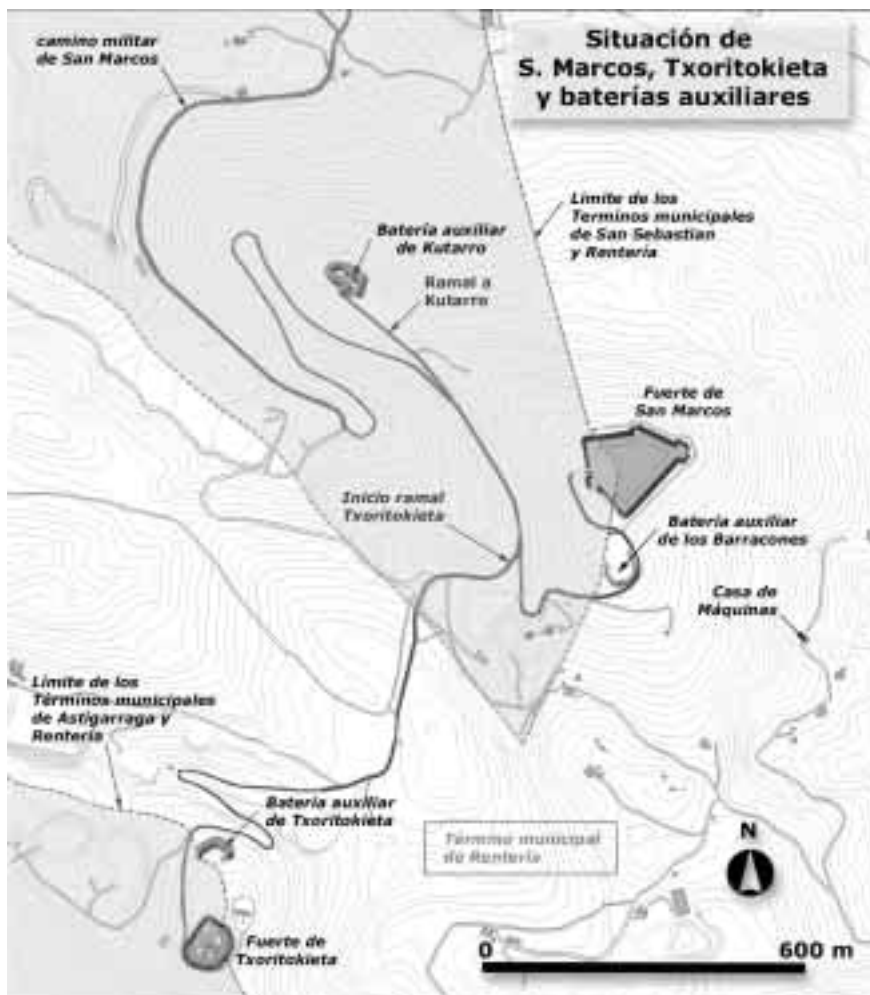 Situación de
S. Marcos, Txoritokieta
y baterías auxiliares
camino militar
de San Marcos
Límite de los
Términos municipales
de San Sebastian
y Rentería
Batería auxiliar
de Kutarro
Ramal a
Kutarro
Fuerte de
San Marcos
Inicio ramal
Txoritokieta
Batería auxiliar
de los Barracones
Casa de
Máquinas
Límite de los
Términos municipales
de Astigarraga y
Rentería
Batería auxiliar
de Txoritokieta
Término municipal
de Rentería
N
Fuerte de
Txoritokieta
0 600 m